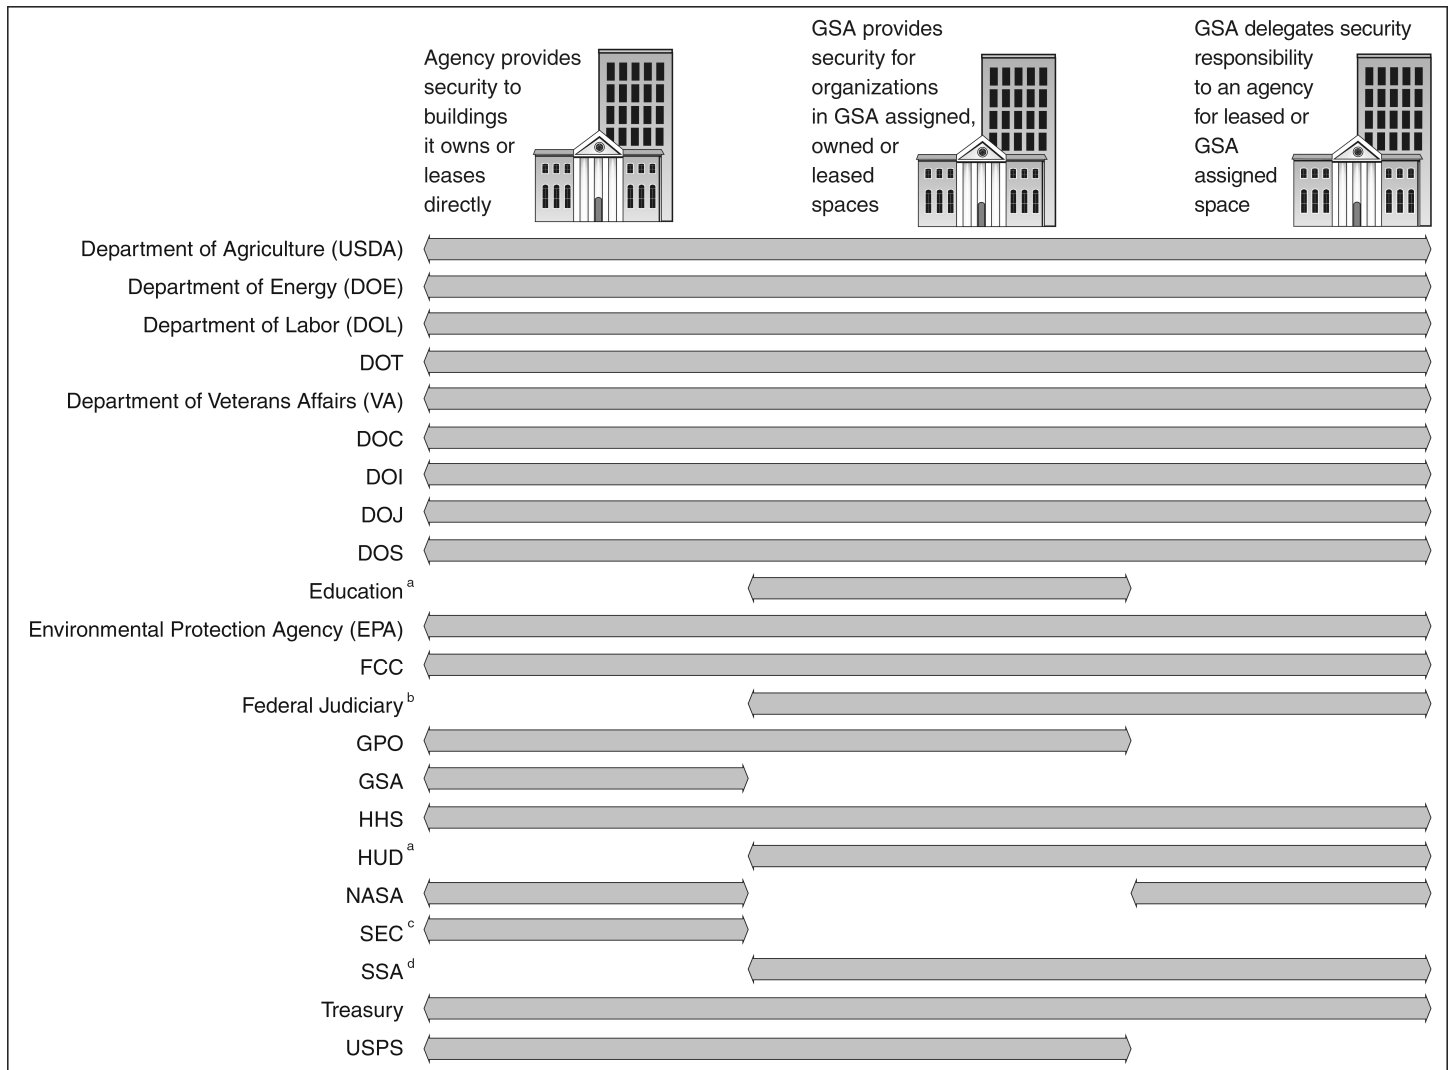 Agency provides
security to
buildings
it owns or
leases
directly
GSA provides
security for
organizations
in GSA assigned,
owned or
leased
spaces
GSA delegates security
responsibility
to an agency
for leased or
GSA
assigned
space
Department of Agriculture (USDA)
Department of Energy (DOE)
Department of Labor (DOL)
DOT
Department of Veterans Affairs (VA)
DOC
DOI
DOJ
DOS
Education a
Environmental Protection Agency (EPA)
FCC
Federal Judiciary b
GPO
GSA
HHS
HUD a
NASA
SEC c
SSA d
Treasury
USPS